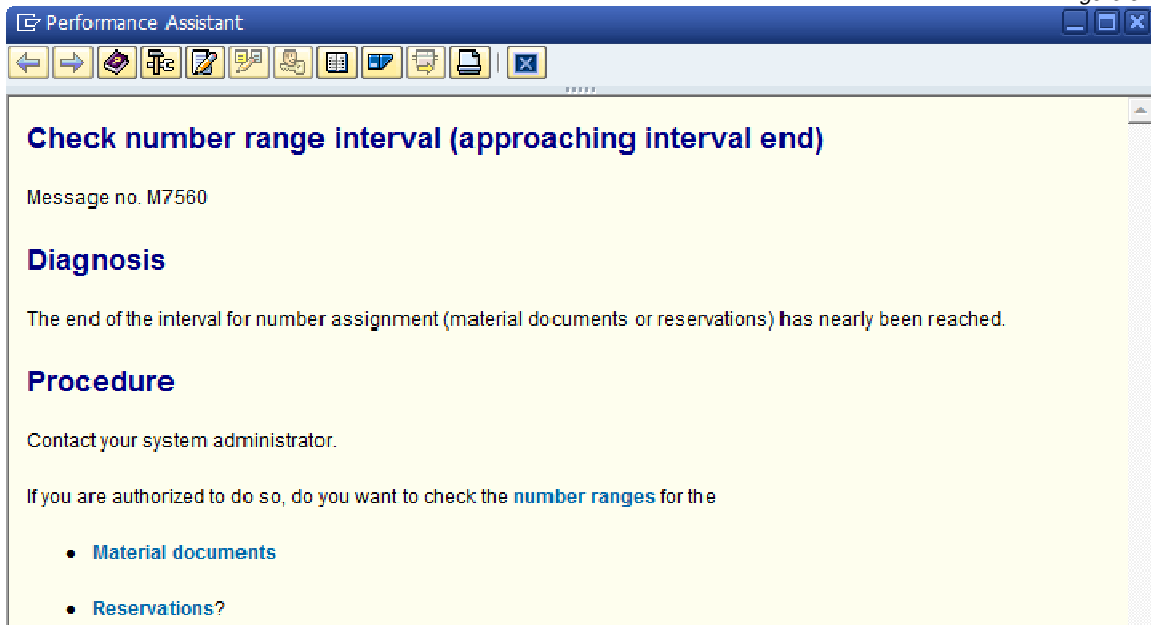 Performance Assistant
Check number range interval (approaching interval end)
Message no. M7560
Diagnosis
The end of the interval for number assignment (material documents or reservations) has nearly been reached.
Procedure
Contact your system administrator.
If you are authorized to do so, do you want to check the number ranges for the
• Material documents
• Reservations?